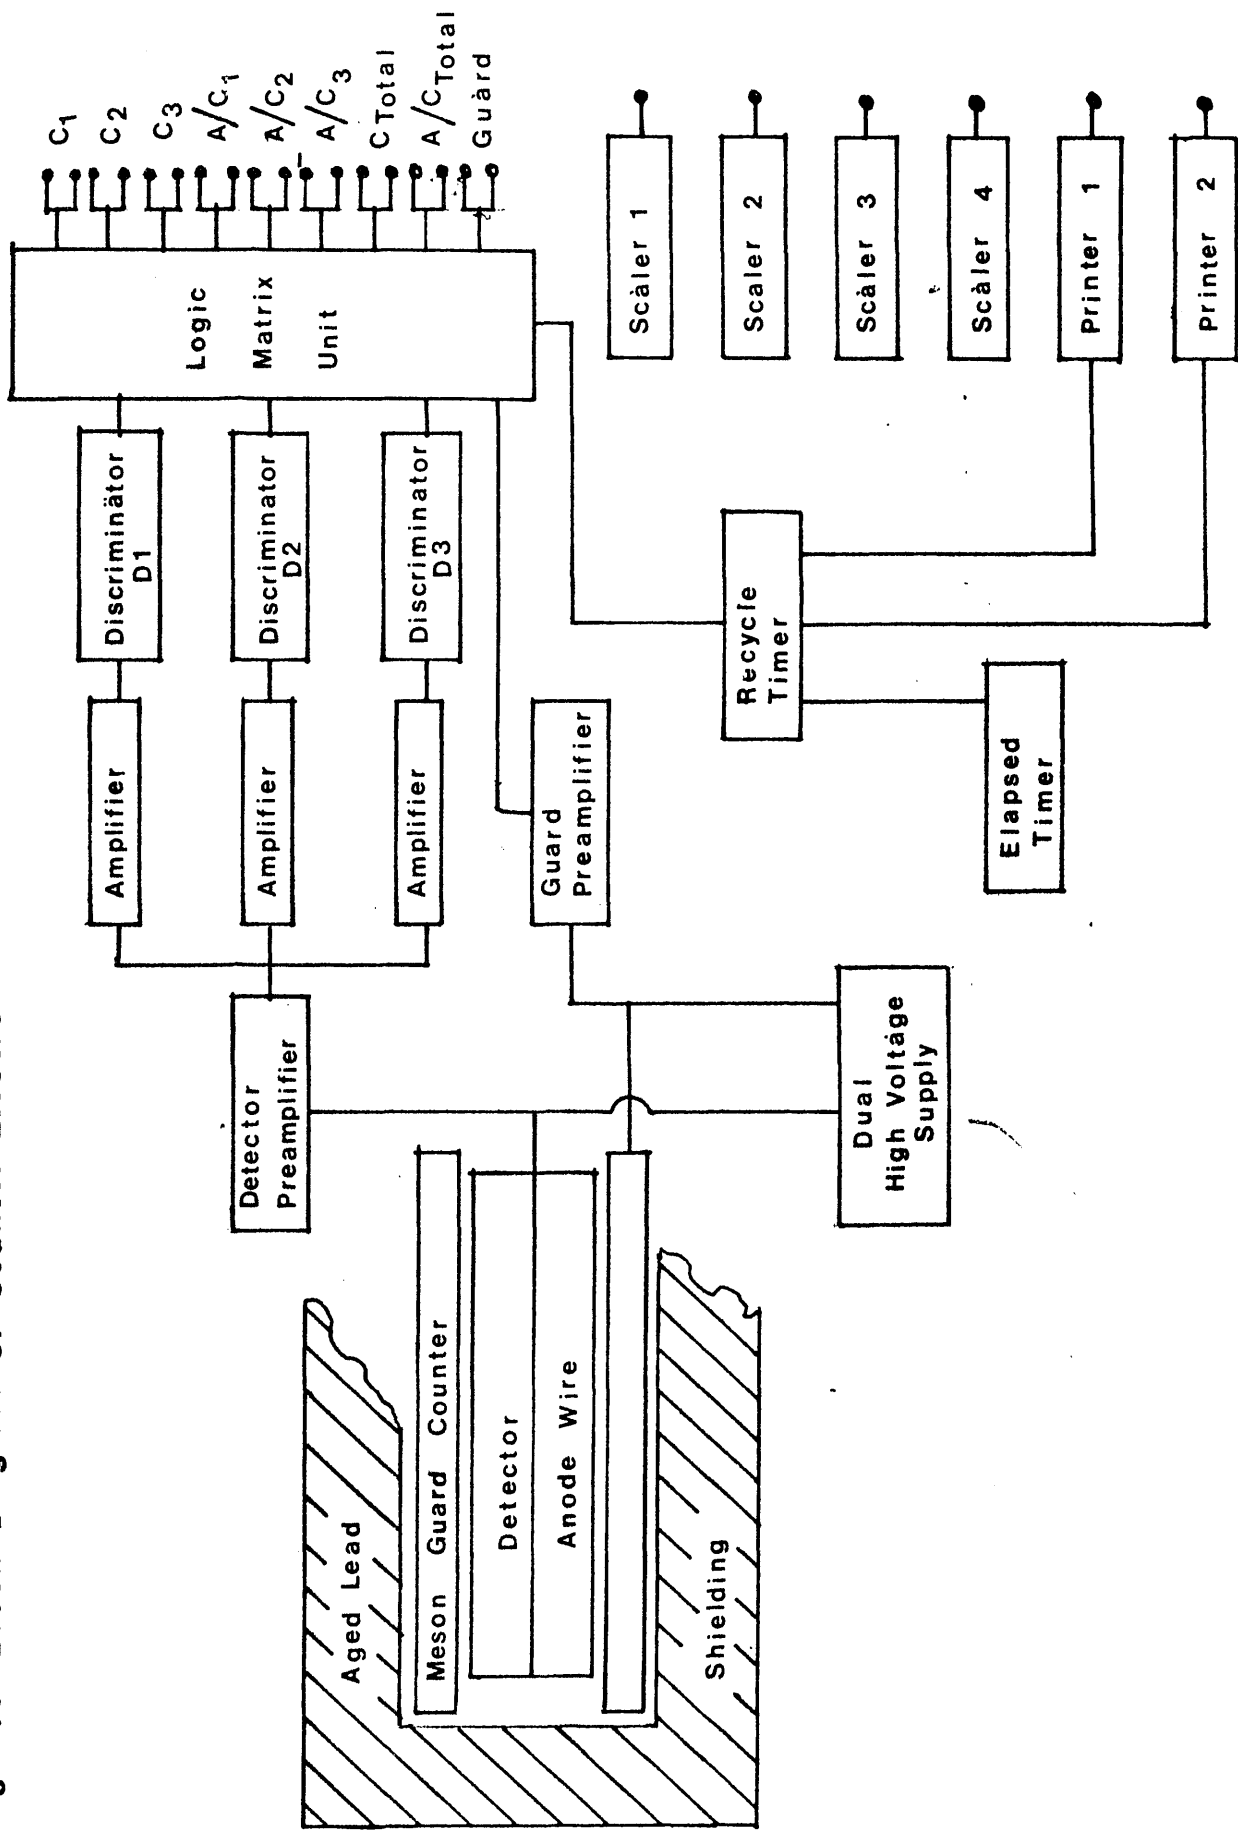 C1
C2
C3
A/C1
A/C2
A/C3
CTotal
A/CTotal
Guard
Logic
Matrix
Unit
Discriminator
D1
Discriminator
D2
Discriminator
D3
Amplifier
Amplifier
Amplifier
Detector
Preamplifier
Guard
Preamplifier
Aged Lead
Meson Guard Counter
Detector
Anode Wire
Shielding
Dual
High Voltage
Supply
Recycle
Timer
Elapsed
Timer
Scaler 1
Scaler 2
Scaler 3
Scaler 4
Printer 1
Printer 2